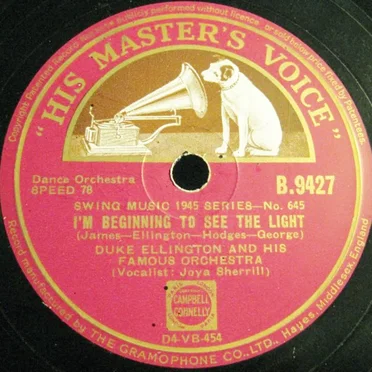 "HIS MASTER'S VOICE"
Dance Orchestra
SPEED 78
B.9427
SWING MUSIC 1945 SERIES—No. 645
I'M BEGINNING TO SEE THE LIGHT
(James—Ellington—Hodges—George)
DUKE ELLINGTON AND HIS
FAMOUS ORCHESTRA
(Vocalist: Joya Sherrill)
CAMPBELL
CONNELLY
D4-VB-454
Record manufactured by THE GRAMOPHONE CO., LTD., Hayes, Middlesex, England